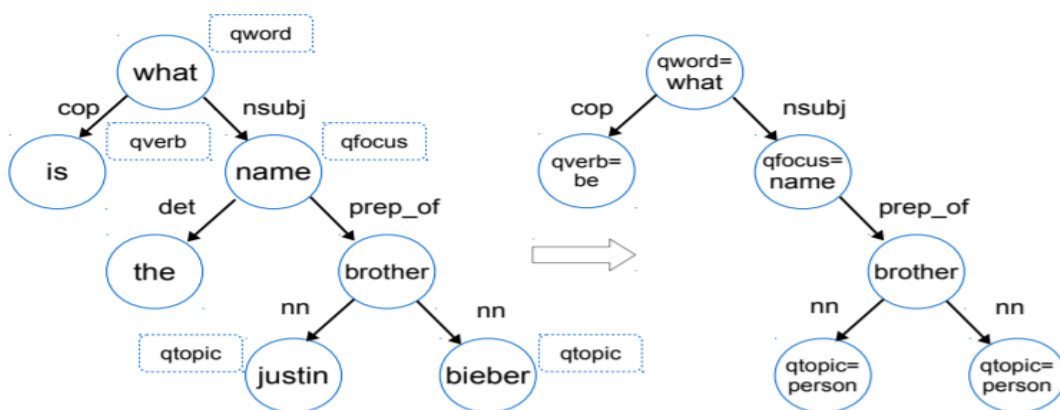 qword
what
cop
nsubj
qverb
qfocus
is
name
det
prep_of
the
brother
nn
nn
qtopic
justin
bieber
qtopic
qword=
what
cop
nsubj
qverb=
be
qfocus=
name
prep_of
brother
nn
nn
qtopic=
person
qtopic=
person